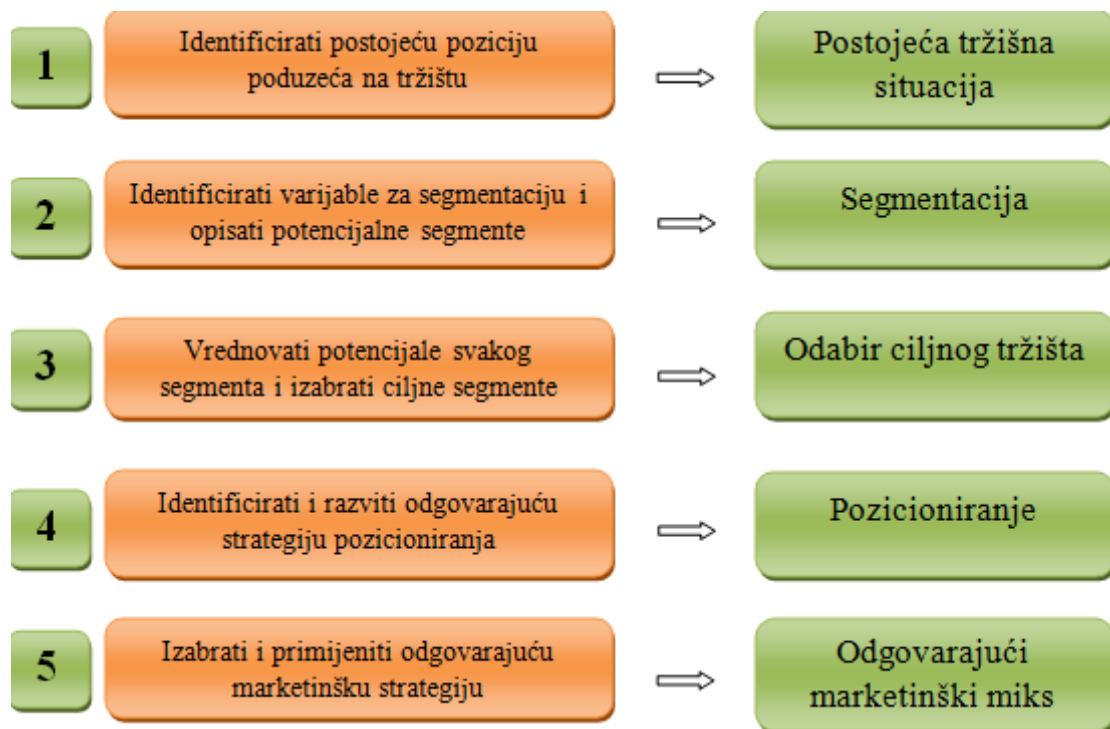 1
Identificirati postojeću poziciju
poduzeća na tržištu
Postojeća tržišna
situacija
2
Identificirati varijable za segmentaciju i
opisati potencijalne segmente
Segmentacija
3
Vrednovati potencijale svakog
segmenta i izabrati ciljne segmente
Odabir ciljnog tržišta
4
Identificirati i razviti odgovarajuću
strategiju pozicioniranja
Pozicioniranje
5
Izabrati i primijeniti odgovarajuću
marketinšku strategiju
Odgovarajući
marketinški miks